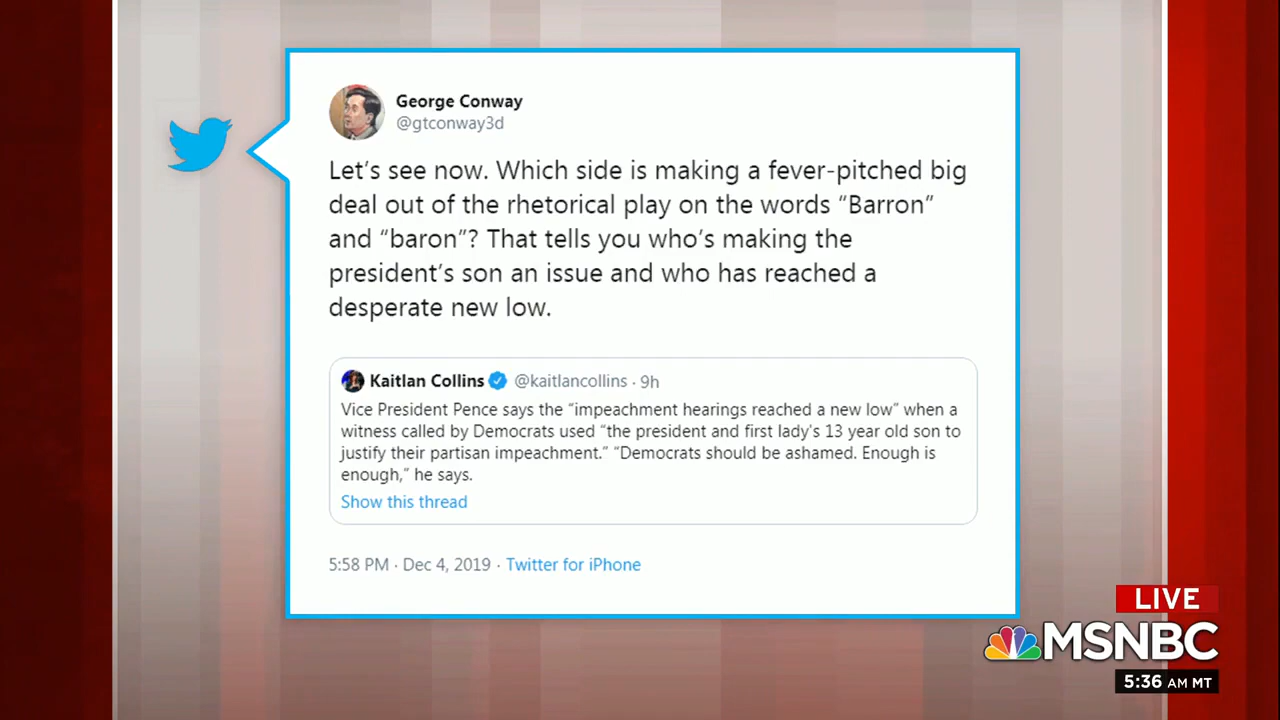 George Conway
@gtconway3d
Let's see now. Which side is making a fever-pitched big
deal out of the rhetorical play on the words “Barron”
and “baron”? That tells you who's making the
president's son an issue and who has reached a
desperate new low.
Kaitlan Collins @kaitlancollins · 9h
Vice President Pence says the “impeachment hearings reached a new low” when a
witness called by Democrats used “the president and first lady's 13 year old son to
justify their partisan impeachment.” “Democrats should be ashamed. Enough is
enough,” he says.
Show this thread
5:58 PM · Dec 4, 2019 · Twitter for iPhone
LIVE
MSNBC
5:36 AM MT